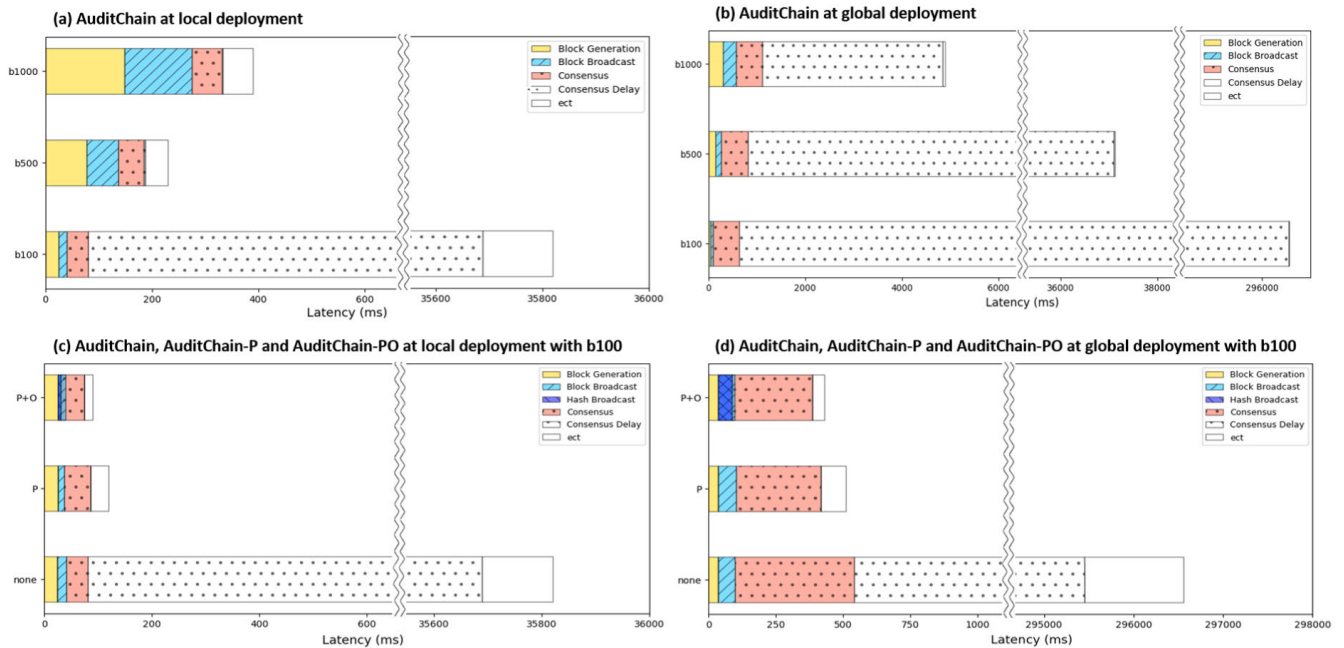 (a) AuditChain at local deployment
Block Generation
Block Broadcast
Consensus
Consensus Delay
ect
b1000
b500
b100
0 200 400 600 35600 35800 36000
Latency (ms)
(b) AuditChain at global deployment
Block Generation
Block Broadcast
Consensus
Consensus Delay
ect
b1000
b500
b100
0 2000 4000 6000 36000 38000 296000
Latency (ms)
(c) AuditChain, AuditChain-P and AuditChain-PO at local deployment with b100
Block Generation
Block Broadcast
Hash Broadcast
Consensus
Consensus Delay
ect
P+O
P
none
0 200 400 600 35600 35800 36000
Latency (ms)
(d) AuditChain, AuditChain-P and AuditChain-PO at global deployment with b100
Block Generation
Block Broadcast
Hash Broadcast
Consensus
Consensus Delay
ect
P+O
P
none
0 250 500 750 1000 295000 296000 297000 298000
Latency (ms)